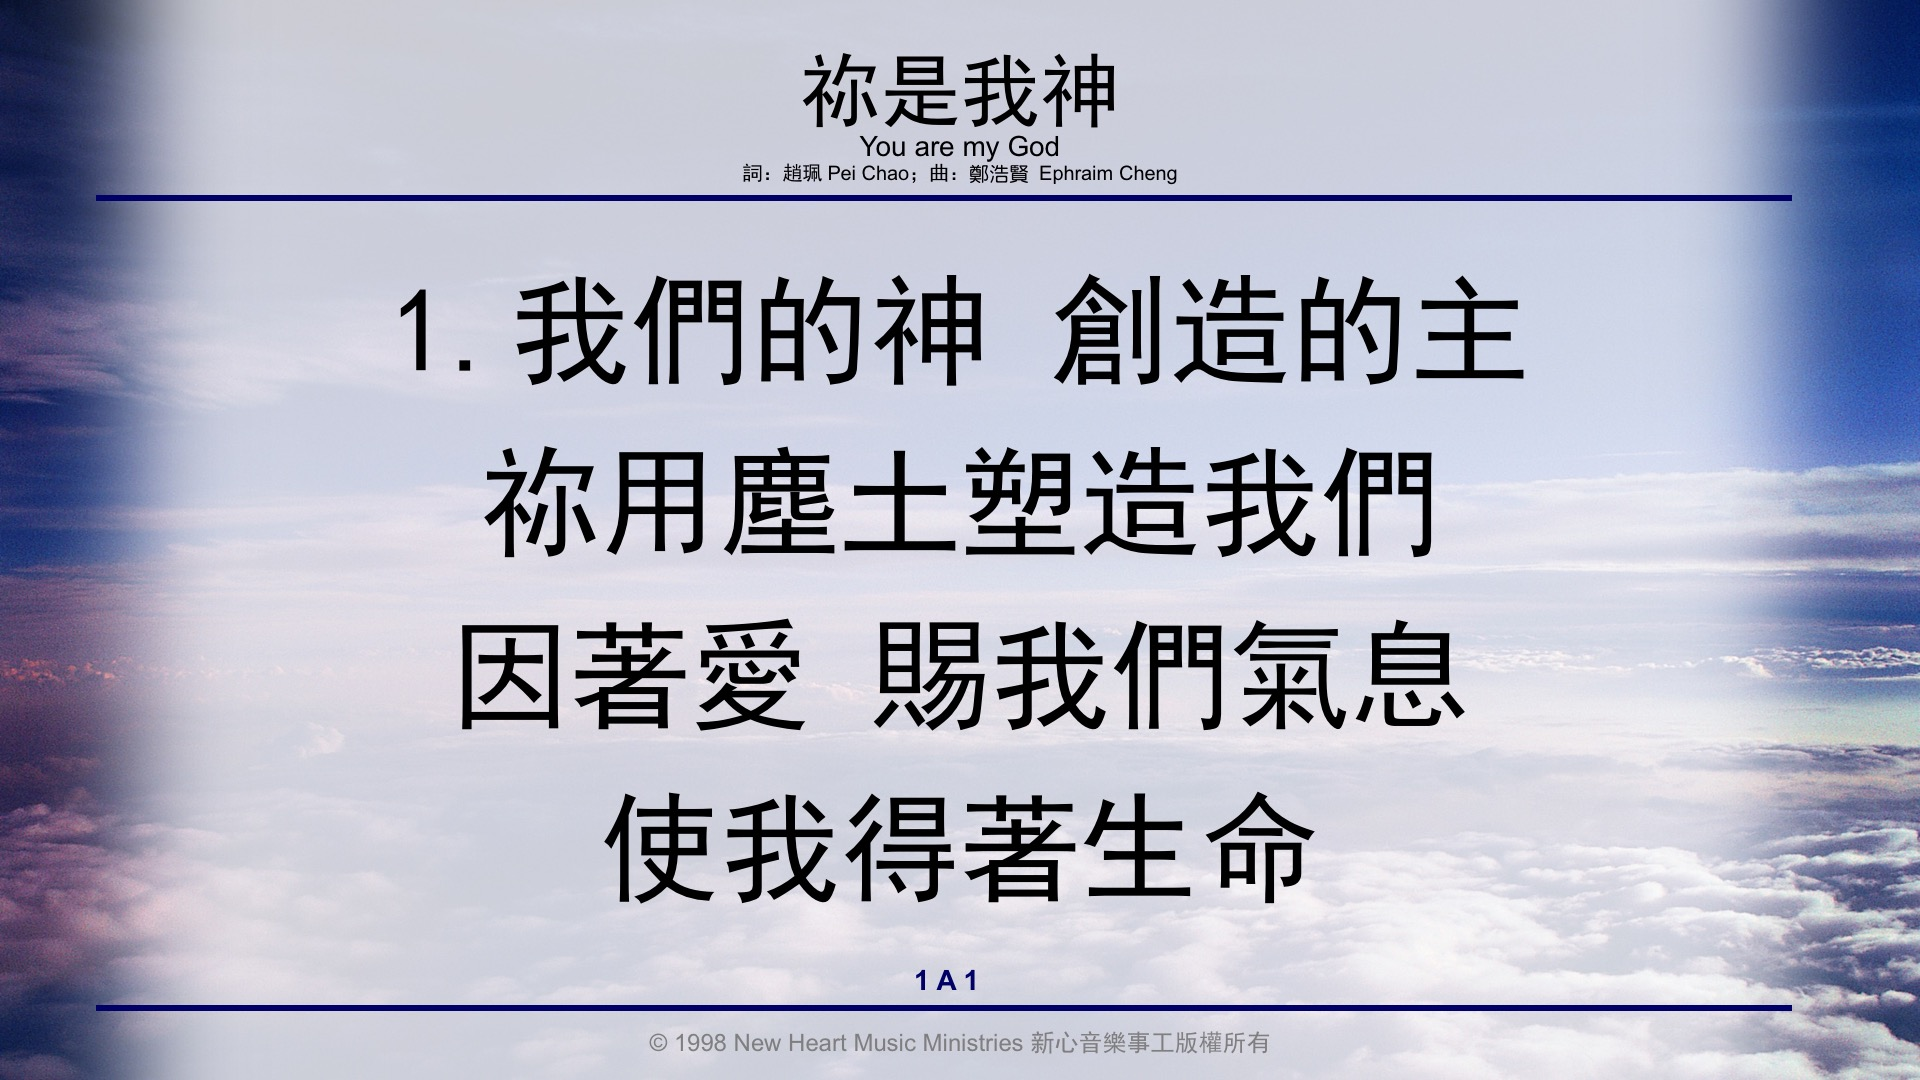 祢是我神
You are my God
詞：趙珮 Pei Chao；曲：鄭浩賢 Ephraim Cheng
1.我們的神 創造的主
祢用塵土塑造我們
因著愛 賜我們氣息
使我得著生命
1 A 1
© 1998 New Heart Music Ministries 新心音樂事工版權所有